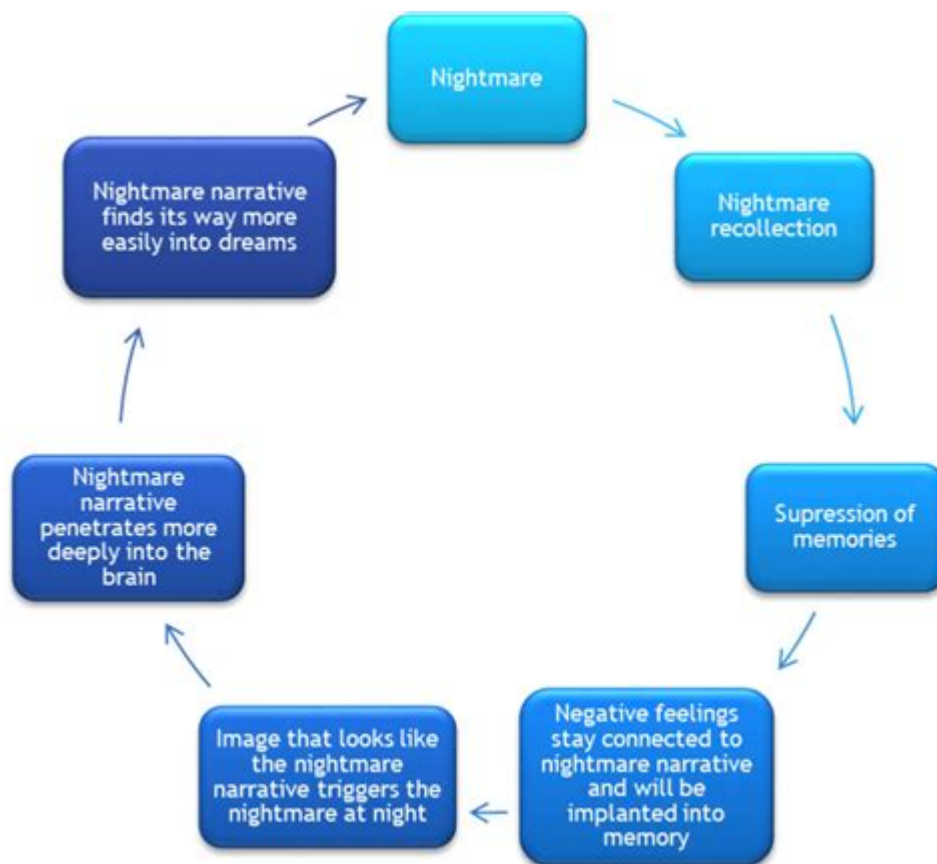 Nightmare
Nightmare
recollection
Supression of
memories
Negative feelings
stay connected to
nightmare narrative
and will be
implanted into
memory
Image that looks like
the nightmare
narrative triggers the
nightmare at night
Nightmare
narrative
penetrates more
deeply into the
brain
Nightmare narrative
finds its way more
easily into dreams